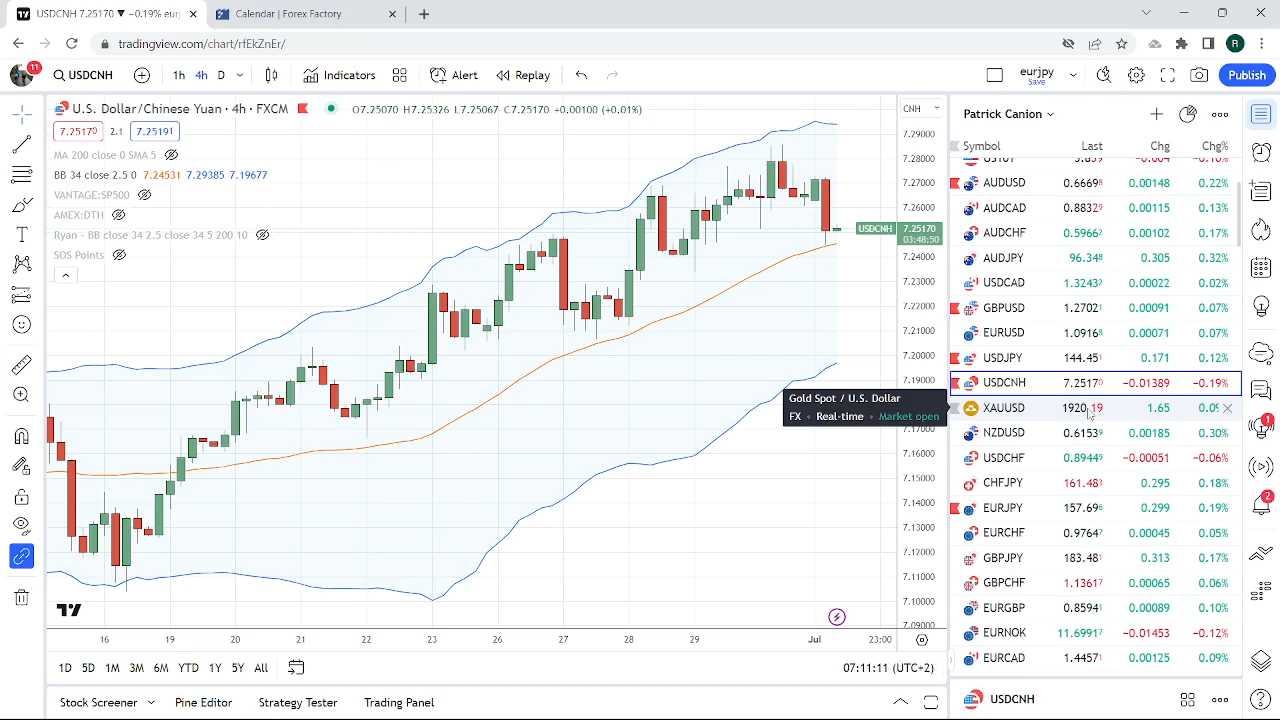 USDCNH 7.25170 ▼ −0.19% eurj
Calendar | Forex Factory
tradingview.com/chart/rfEkZnEr/
R
11
USDCNH
1h 4h D
Indicators
Alert
Replay
eurjpy
Save
Publish
U.S. Dollar/Chinese Yuan · 4h · FXCM
O7.25070 H7.25326 L7.25067 C7.25170 +0.00100 (+0.01%)
CNH
7.25170 2.1 7.25191
MA 200 close 0 SMA 5
BB 34 close 2.5 0 7.24531 7.29385 7.19677
VANTAGE:SP500
AMEX:DTH
Ryan - BB close 34 2.5 close 34 5 200 10
SOS Points
7.29000
7.28000
7.27000
USDCNH 7.25170
03:48:50
7.24000
7.23000
7.22000
7.21000
7.20000
7.19000
7.17000
7.16000
7.15000
7.14000
7.13000
7.12000
7.11000
7.10000
7.09000
16 19 20 21 22 23 26 27 28 29 Jul 23:00
1D 5D 1M 3M 6M YTD 1Y 5Y All
07:11:11 (UTC+2)
Stock Screener Pine Editor Strategy Tester Trading Panel
Gold Spot / U.S. Dollar
FX • Real-time • Market open
Patrick Canion
Symbol Last Chg Chg%
AUDUSD 0.66698 0.00148 0.22%
AUDCAD 0.88329 0.00115 0.13%
AUDCHF 0.59662 0.00102 0.17%
AUDJPY 96.348 0.305 0.32%
USDCAD 1.32432 0.00022 0.02%
GBPUSD 1.27021 0.00091 0.07%
EURUSD 1.09168 0.00071 0.07%
USDJPY 144.451 0.171 0.12%
USDCNH 7.25170 −0.01389 −0.19%
XAUUSD 1920.19 1.65 0.09
NZDUSD 0.61539 0.00185 0.30%
USDCHF 0.89449 −0.00051 −0.06%
CHFJPY 161.483 0.295 0.18%
EURJPY 157.696 0.299 0.19%
EURCHF 0.97647 0.00045 0.05%
GBPJPY 183.481 0.313 0.17%
GBPCHF 1.13617 0.00065 0.06%
EURGBP 0.85941 0.00089 0.10%
EURNOK 11.69917 −0.01453 −0.12%
EURCAD 1.44571 0.00125 0.09%
USDCNH
1
2